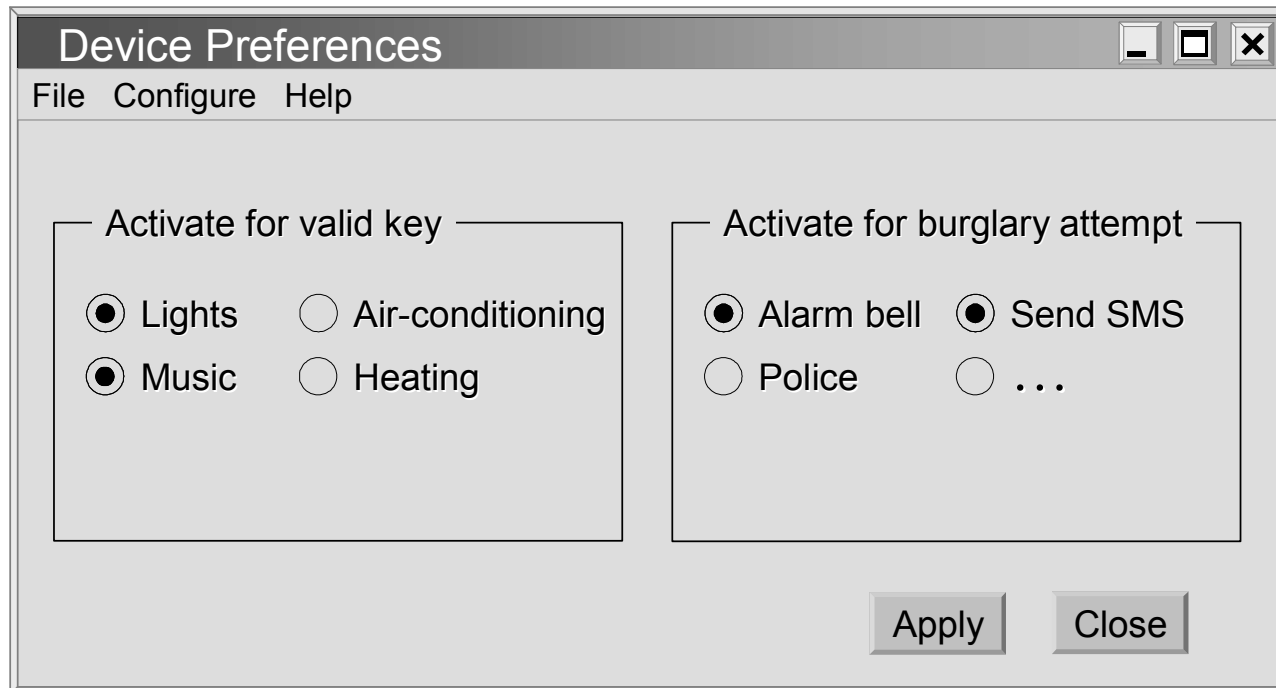 Device Preferences
File Configure Help
Activate for valid key
Lights Air-conditioning
Music Heating
Activate for burglary attempt
Alarm bell Send SMS
Police ...
Apply Close